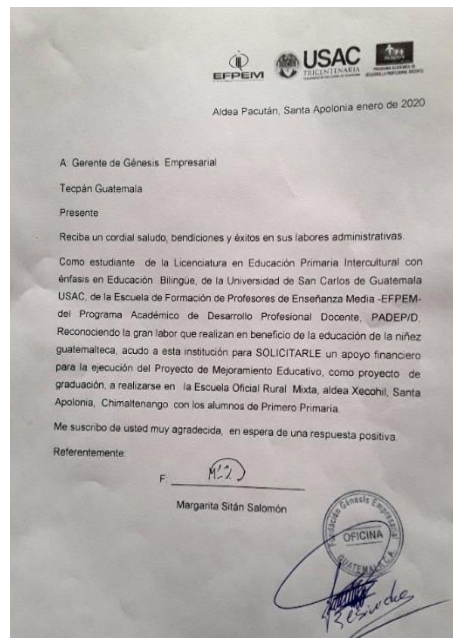 EFPEM
USAC
TRICENTENARIA
Aldea Pacután, Santa Apolonia enero de 2020
A: Gerente de Génesis Empresarial
Tecpán Guatemala
Presente
Reciba un cordial saludo, bendiciones y éxitos en sus labores administrativas.
Como estudiante de la Licenciatura en Educación Primaria Intercultural con
énfasis en Educación Bilingüe, de la Universidad de San Carlos de Guatemala
USAC, de la Escuela de Formación de Profesores de Enseñanza Media -EFPEM-
del Programa Académico de Desarrollo Profesional Docente, PADEP/D,
Reconociendo la gran labor que realizan en beneficio de la educación de la niñez
guatemalteca, acudo a esta institución para SOLICITARLE un apoyo financiero
para la ejecución del Proyecto de Mejoramiento Educativo, como proyecto de
graduación, a realizarse en la Escuela Oficial Rural Mixta, aldea Xecohil, Santa
Apolonia, Chimaltenango con los alumnos de Primero Primaria.
Me suscribo de usted muy agradecida, en espera de una respuesta positiva.
Referentemente:
F.
Margarita Sitán Salomón
Fundación Génesis Empresarial
OFICINA
GUATEMALA, C.A.